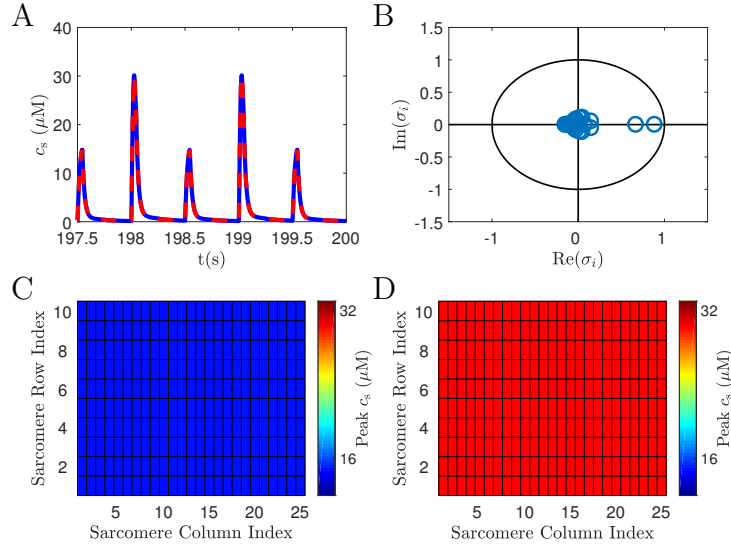 A
40
30
20
10
0
197.5 198 198.5 199 199.5 200
c_s (μM)
t(s)
B
1.5
1
0.5
0
-0.5
-1
-1.5
-1 0 1
Im(σ_i)
Re(σ_i)
C
10
8
6
4
2
5 10 15 20 25
Sarcomere Row Index
Sarcomere Column Index
32
16
Peak c_s (μM)
D
10
8
6
4
2
5 10 15 20 25
Sarcomere Row Index
Sarcomere Column Index
32
16
Peak c_s (μM)